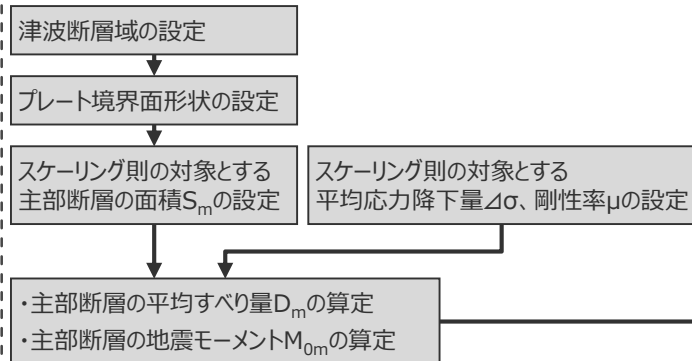 津波断層域の設定
プレート境界面形状の設定
スケーリング則の対象とする
主部断層の面積Smの設定
スケーリング則の対象とする
平均応力降下量⊿σ、剛性率μの設定
・主部断層の平均すべり量Dmの算定
・主部断層の地震モーメントM0mの算定